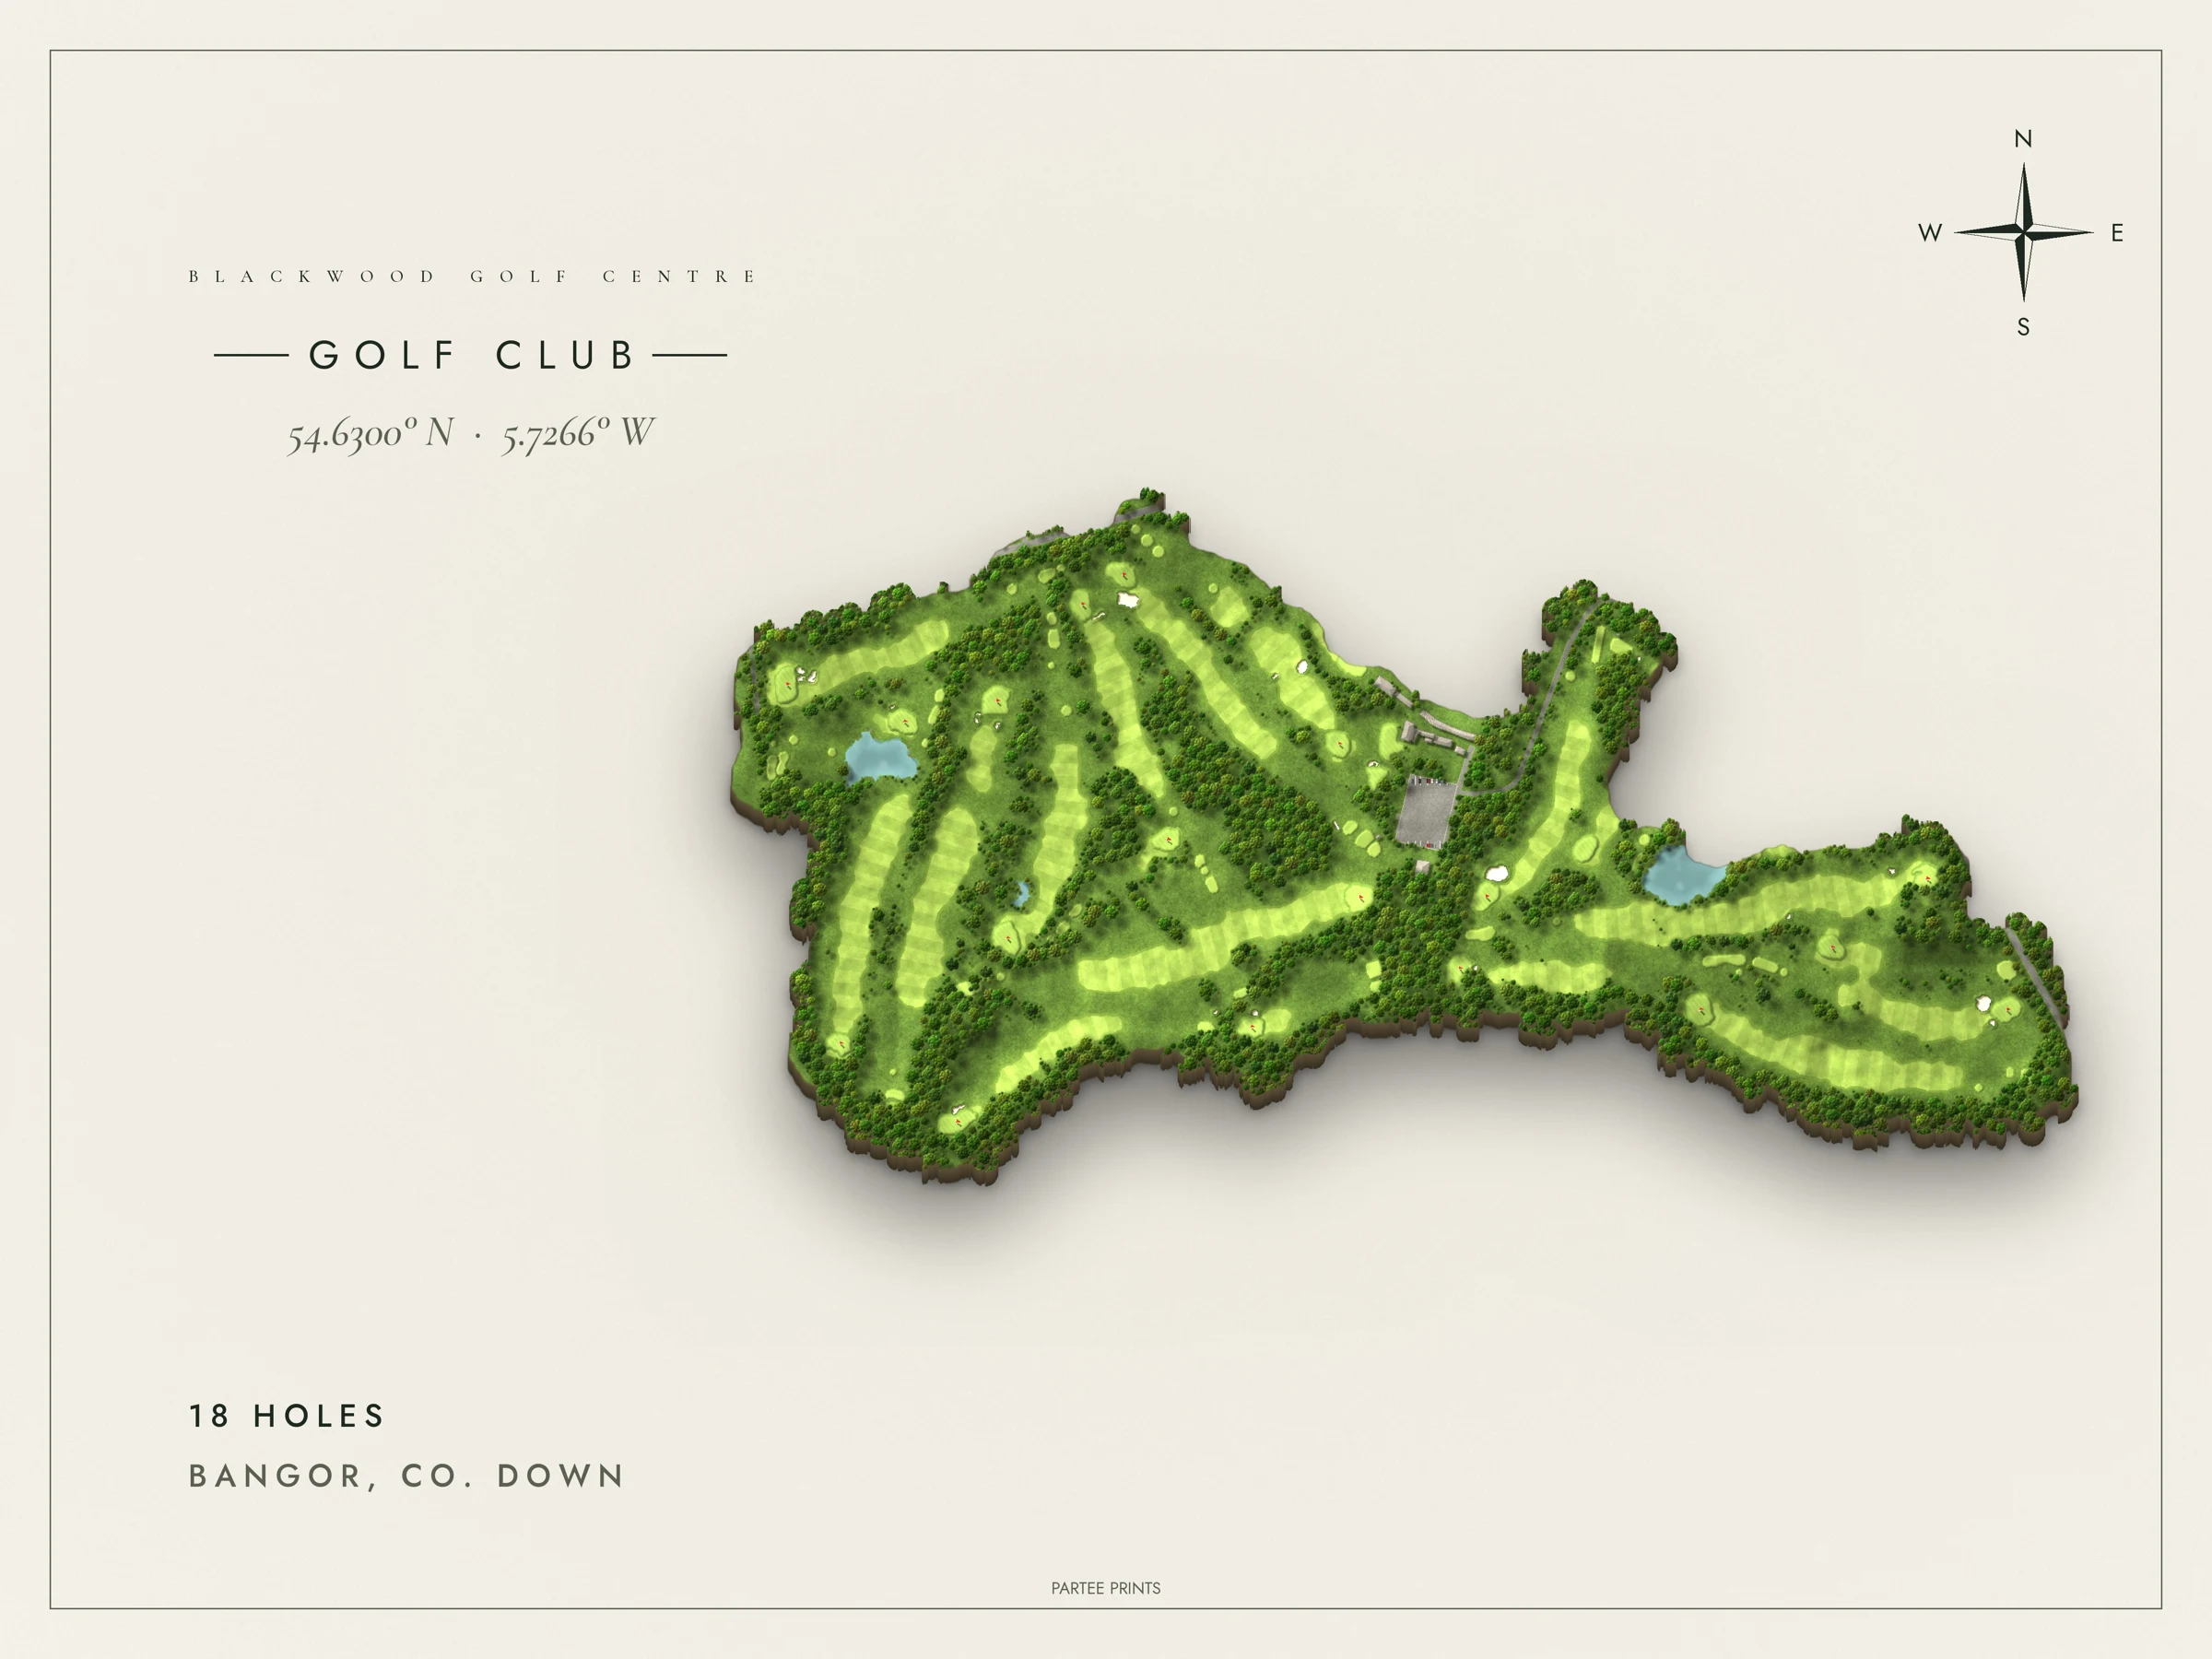 BLACKWOOD GOLF CENTRE
GOLF CLUB
54.6300° N · 5.7266° W
N
W E
S
18 HOLES
BANGOR, CO. DOWN
PARTEE PRINTS